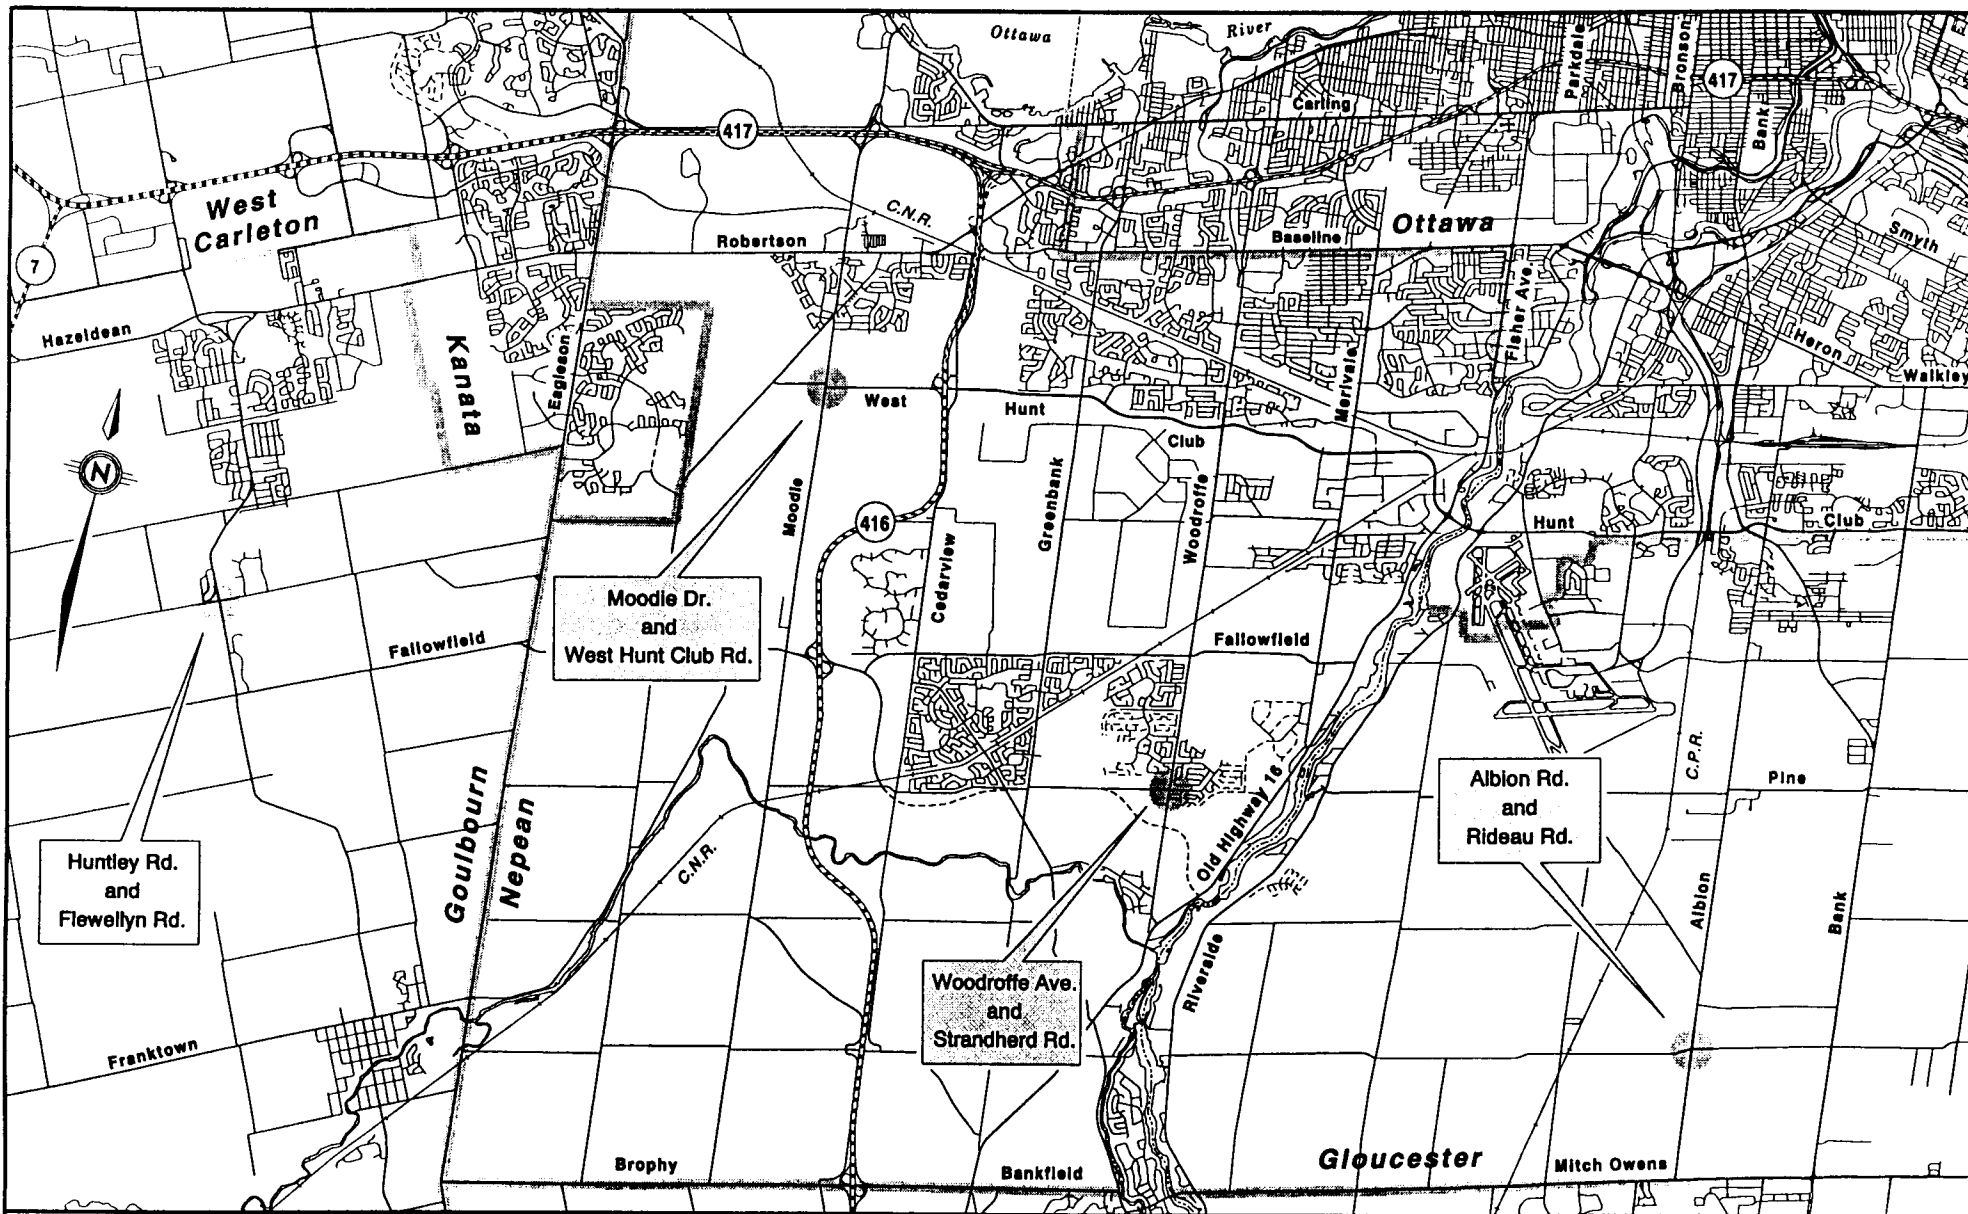 Ottawa River
Parkdale
Bronson
417
Carling
Bank
417
West
Carleton
C.N.R.
Robertson
Baseline
Ottawa
Smyth
7
Hazeldean
Kanata
Eagleson
Fisher Ave.
Heron
Walkley
Merivale
West Hunt Club
N
Moodie
416
Greenbank
Woodroffe
Hunt Club
Cedarview
Moodie Dr.
and
West Hunt Club Rd.
Fallowfield
Fallowfield
C.P.R.
Pine
Old Highway 16
Albion Rd.
and
Rideau Rd.
Goulbourn
Nepean
C.N.R.
Huntley Rd.
and
Flewellyn Rd.
Albion
Bank
Riverside
Woodroffe Ave.
and
Strandherd Rd.
Franktown
Brophy
Bankfield
Gloucester
Mitch Owens